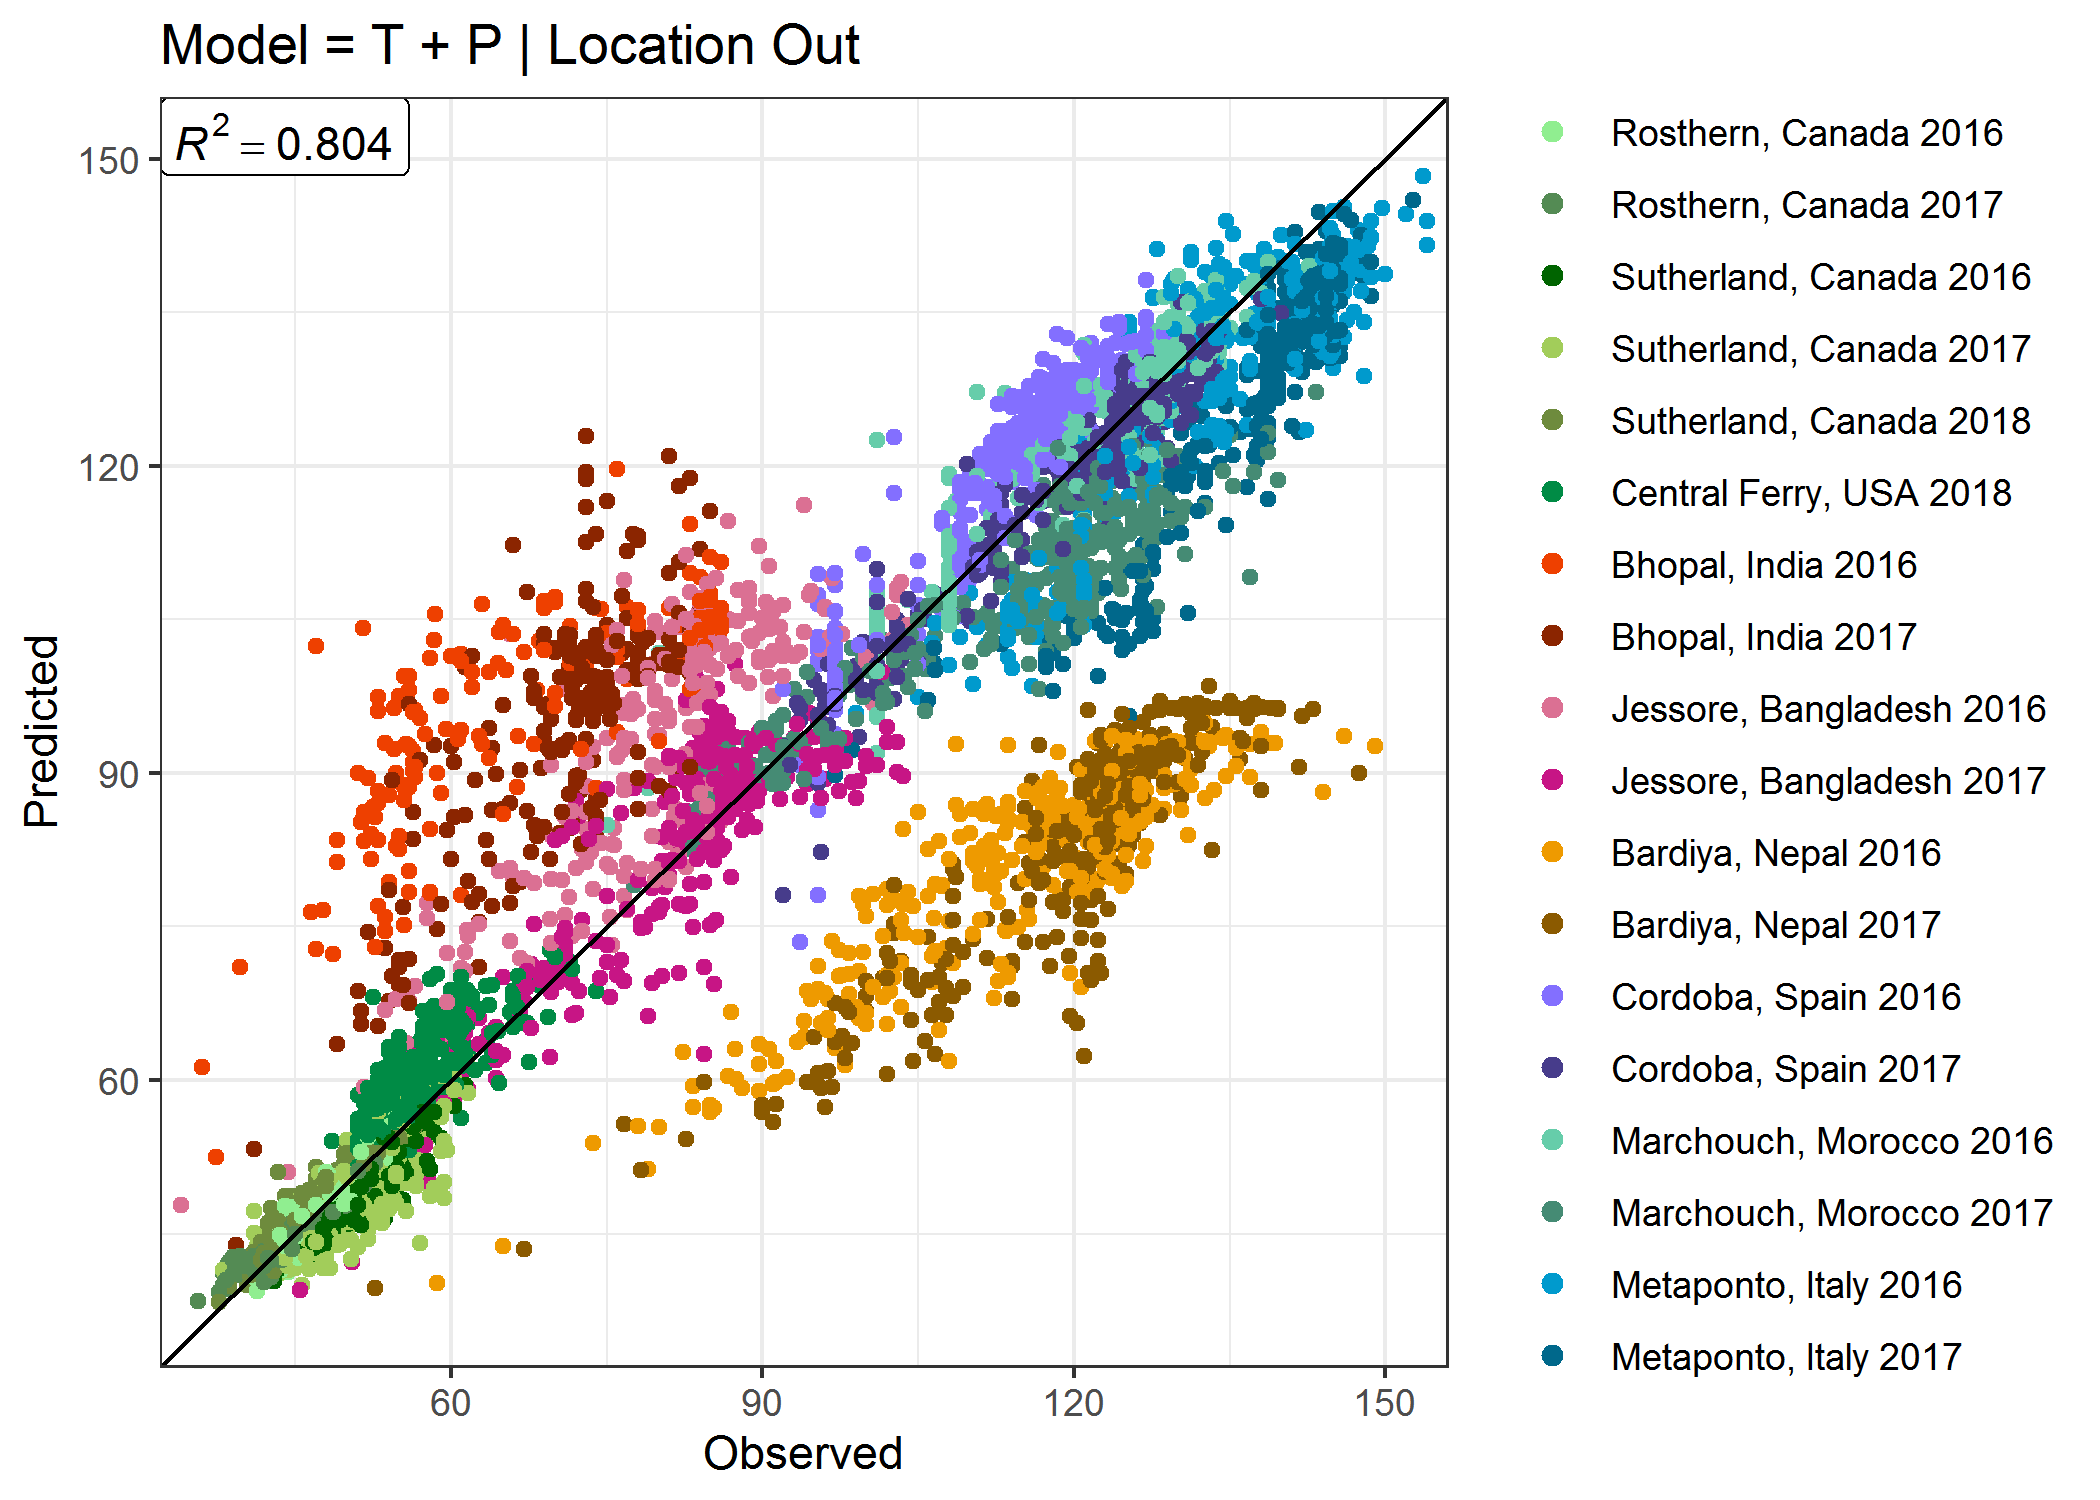 Model = T + P | Location Out
R² = 0.804
150
120
90
60
Predicted
60
90
120
150
Observed
Rosthern, Canada 2016
Rosthern, Canada 2017
Sutherland, Canada 2016
Sutherland, Canada 2017
Sutherland, Canada 2018
Central Ferry, USA 2018
Bhopal, India 2016
Bhopal, India 2017
Jessore, Bangladesh 2016
Jessore, Bangladesh 2017
Bardiya, Nepal 2016
Bardiya, Nepal 2017
Cordoba, Spain 2016
Cordoba, Spain 2017
Marchouch, Morocco 2016
Marchouch, Morocco 2017
Metaponto, Italy 2016
Metaponto, Italy 2017